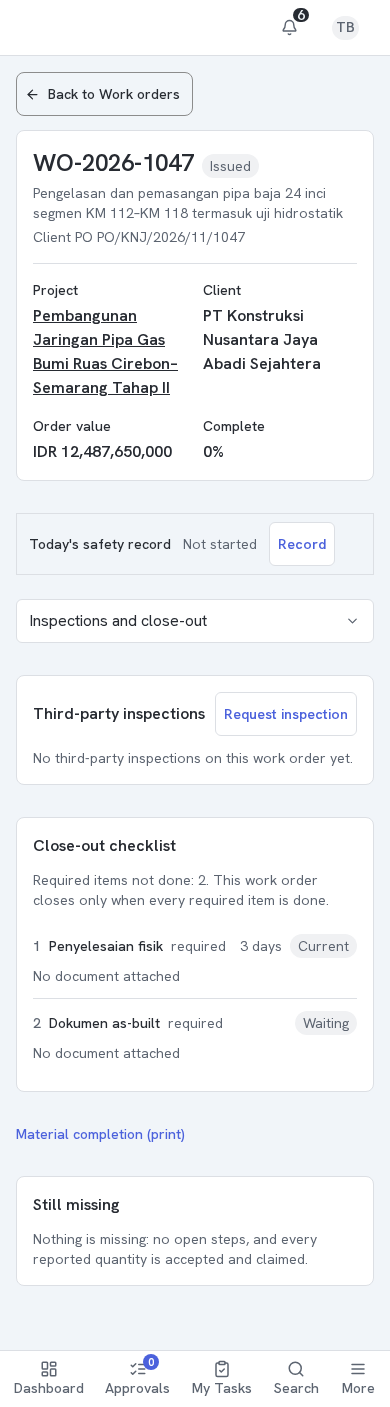 6
TB
Back to Work orders
WO-2026-1047 Issued
Pengelasan dan pemasangan pipa baja 24 inci
segmen KM 112–KM 118 termasuk uji hidrostatik
Client PO PO/KNJ/2026/11/1047
Project
Pembangunan
Jaringan Pipa Gas
Bumi Ruas Cirebon–
Semarang Tahap II
Client
PT Konstruksi
Nusantara Jaya
Abadi Sejahtera
Order value
IDR 12,487,650,000
Complete
0%
Today's safety record Not started Record
Inspections and close-out
Third-party inspections Request inspection
No third-party inspections on this work order yet.
Close-out checklist
Required items not done: 2. This work order
closes only when every required item is done.
1 Penyelesaian fisik required 3 days Current
No document attached
2 Dokumen as-built required Waiting
No document attached
Material completion (print)
Still missing
Nothing is missing: no open steps, and every
reported quantity is accepted and claimed.
0
Dashboard Approvals My Tasks Search More